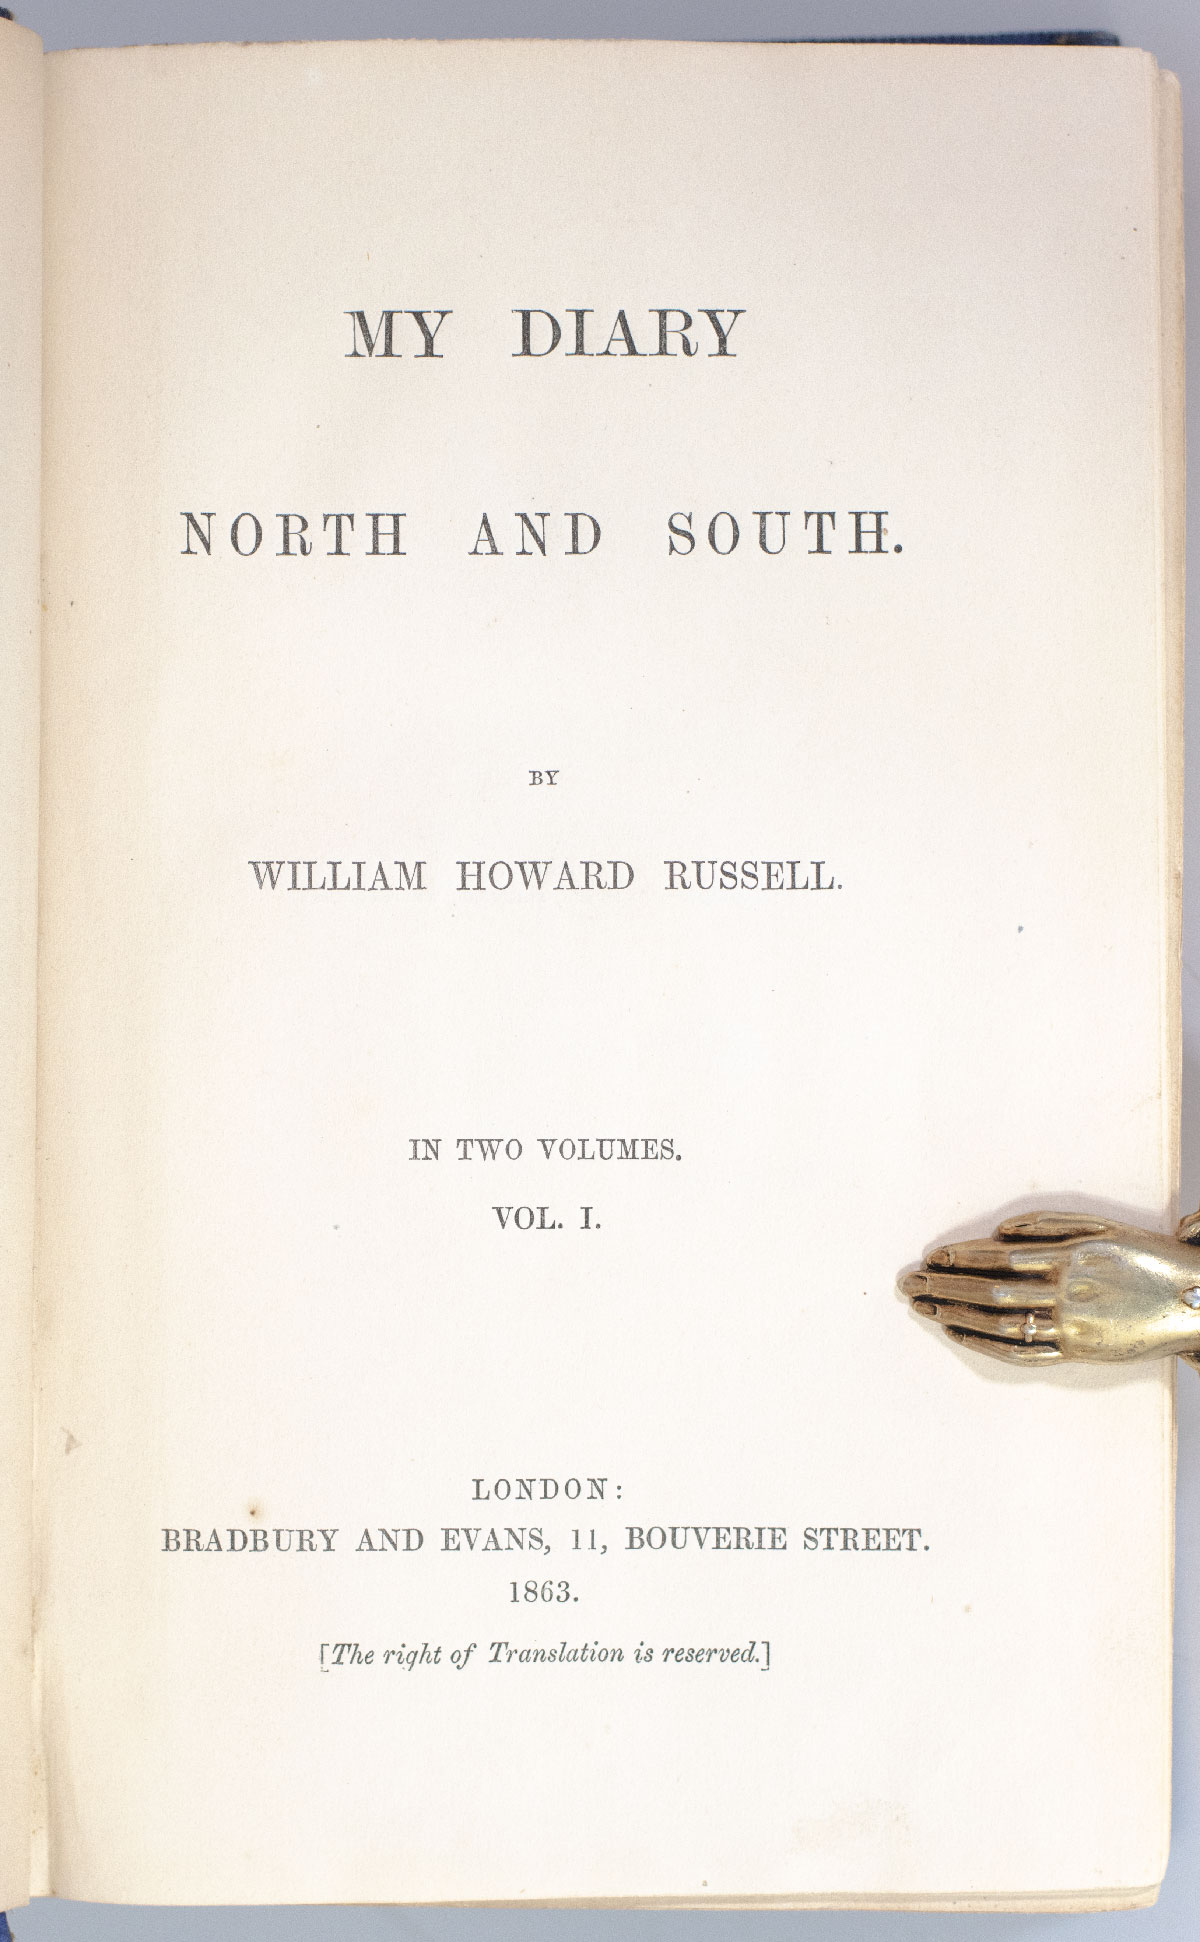 MY DIARY
NORTH AND SOUTH.
BY
WILLIAM HOWARD RUSSELL.
IN TWO VOLUMES.
VOL. I.
LONDON:
BRADBURY AND EVANS, 11, BOUVERIE STREET.
1863.
[The right of Translation is reserved.]